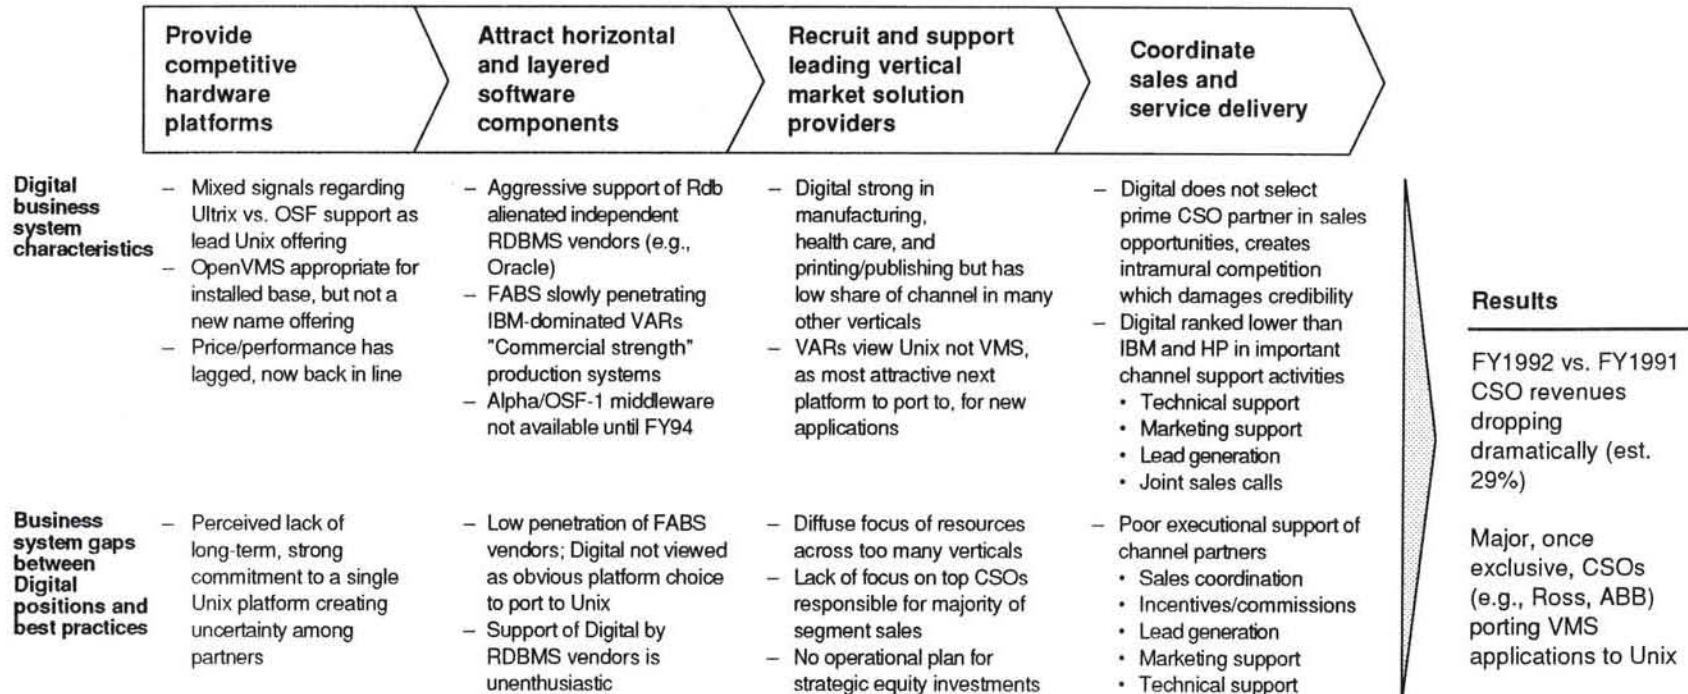 Provide
competitive
hardware
platforms
Attract horizontal
and layered
software
components
Recruit and support
leading vertical
market solution
providers
Coordinate
sales and
service delivery
Digital
business
system
characteristics
– Mixed signals regarding
Ultrix vs. OSF support as
lead Unix offering
– OpenVMS appropriate for
installed base, but not a
new name offering
– Price/performance has
lagged, now back in line
– Aggressive support of Rdb
alienated independent
RDBMS vendors (e.g.,
Oracle)
– FABS slowly penetrating
IBM-dominated VARs
"Commercial strength"
production systems
– Alpha/OSF-1 middleware
not available until FY94
– Digital strong in
manufacturing,
health care, and
printing/publishing but has
low share of channel in many
other verticals
– VARs view Unix not VMS,
as most attractive next
platform to port to, for new
applications
– Digital does not select
prime CSO partner in sales
opportunities, creates
intramural competition
which damages credibility
– Digital ranked lower than
IBM and HP in important
channel support activities
• Technical support
• Marketing support
• Lead generation
• Joint sales calls
Business
system gaps
between
Digital
positions and
best practices
– Perceived lack of
long-term, strong
commitment to a single
Unix platform creating
uncertainty among
partners
– Low penetration of FABS
vendors; Digital not viewed
as obvious platform choice
to port to Unix
– Support of Digital by
RDBMS vendors is
unenthusiastic
– Diffuse focus of resources
across too many verticals
– Lack of focus on top CSOs
responsible for majority of
segment sales
– No operational plan for
strategic equity investments
– Poor executional support of
channel partners
• Sales coordination
• Incentives/commissions
• Lead generation
• Marketing support
• Technical support
Results
FY1992 vs. FY1991
CSO revenues
dropping
dramatically (est.
29%)
Major, once
exclusive, CSOs
(e.g., Ross, ABB)
porting VMS
applications to Unix